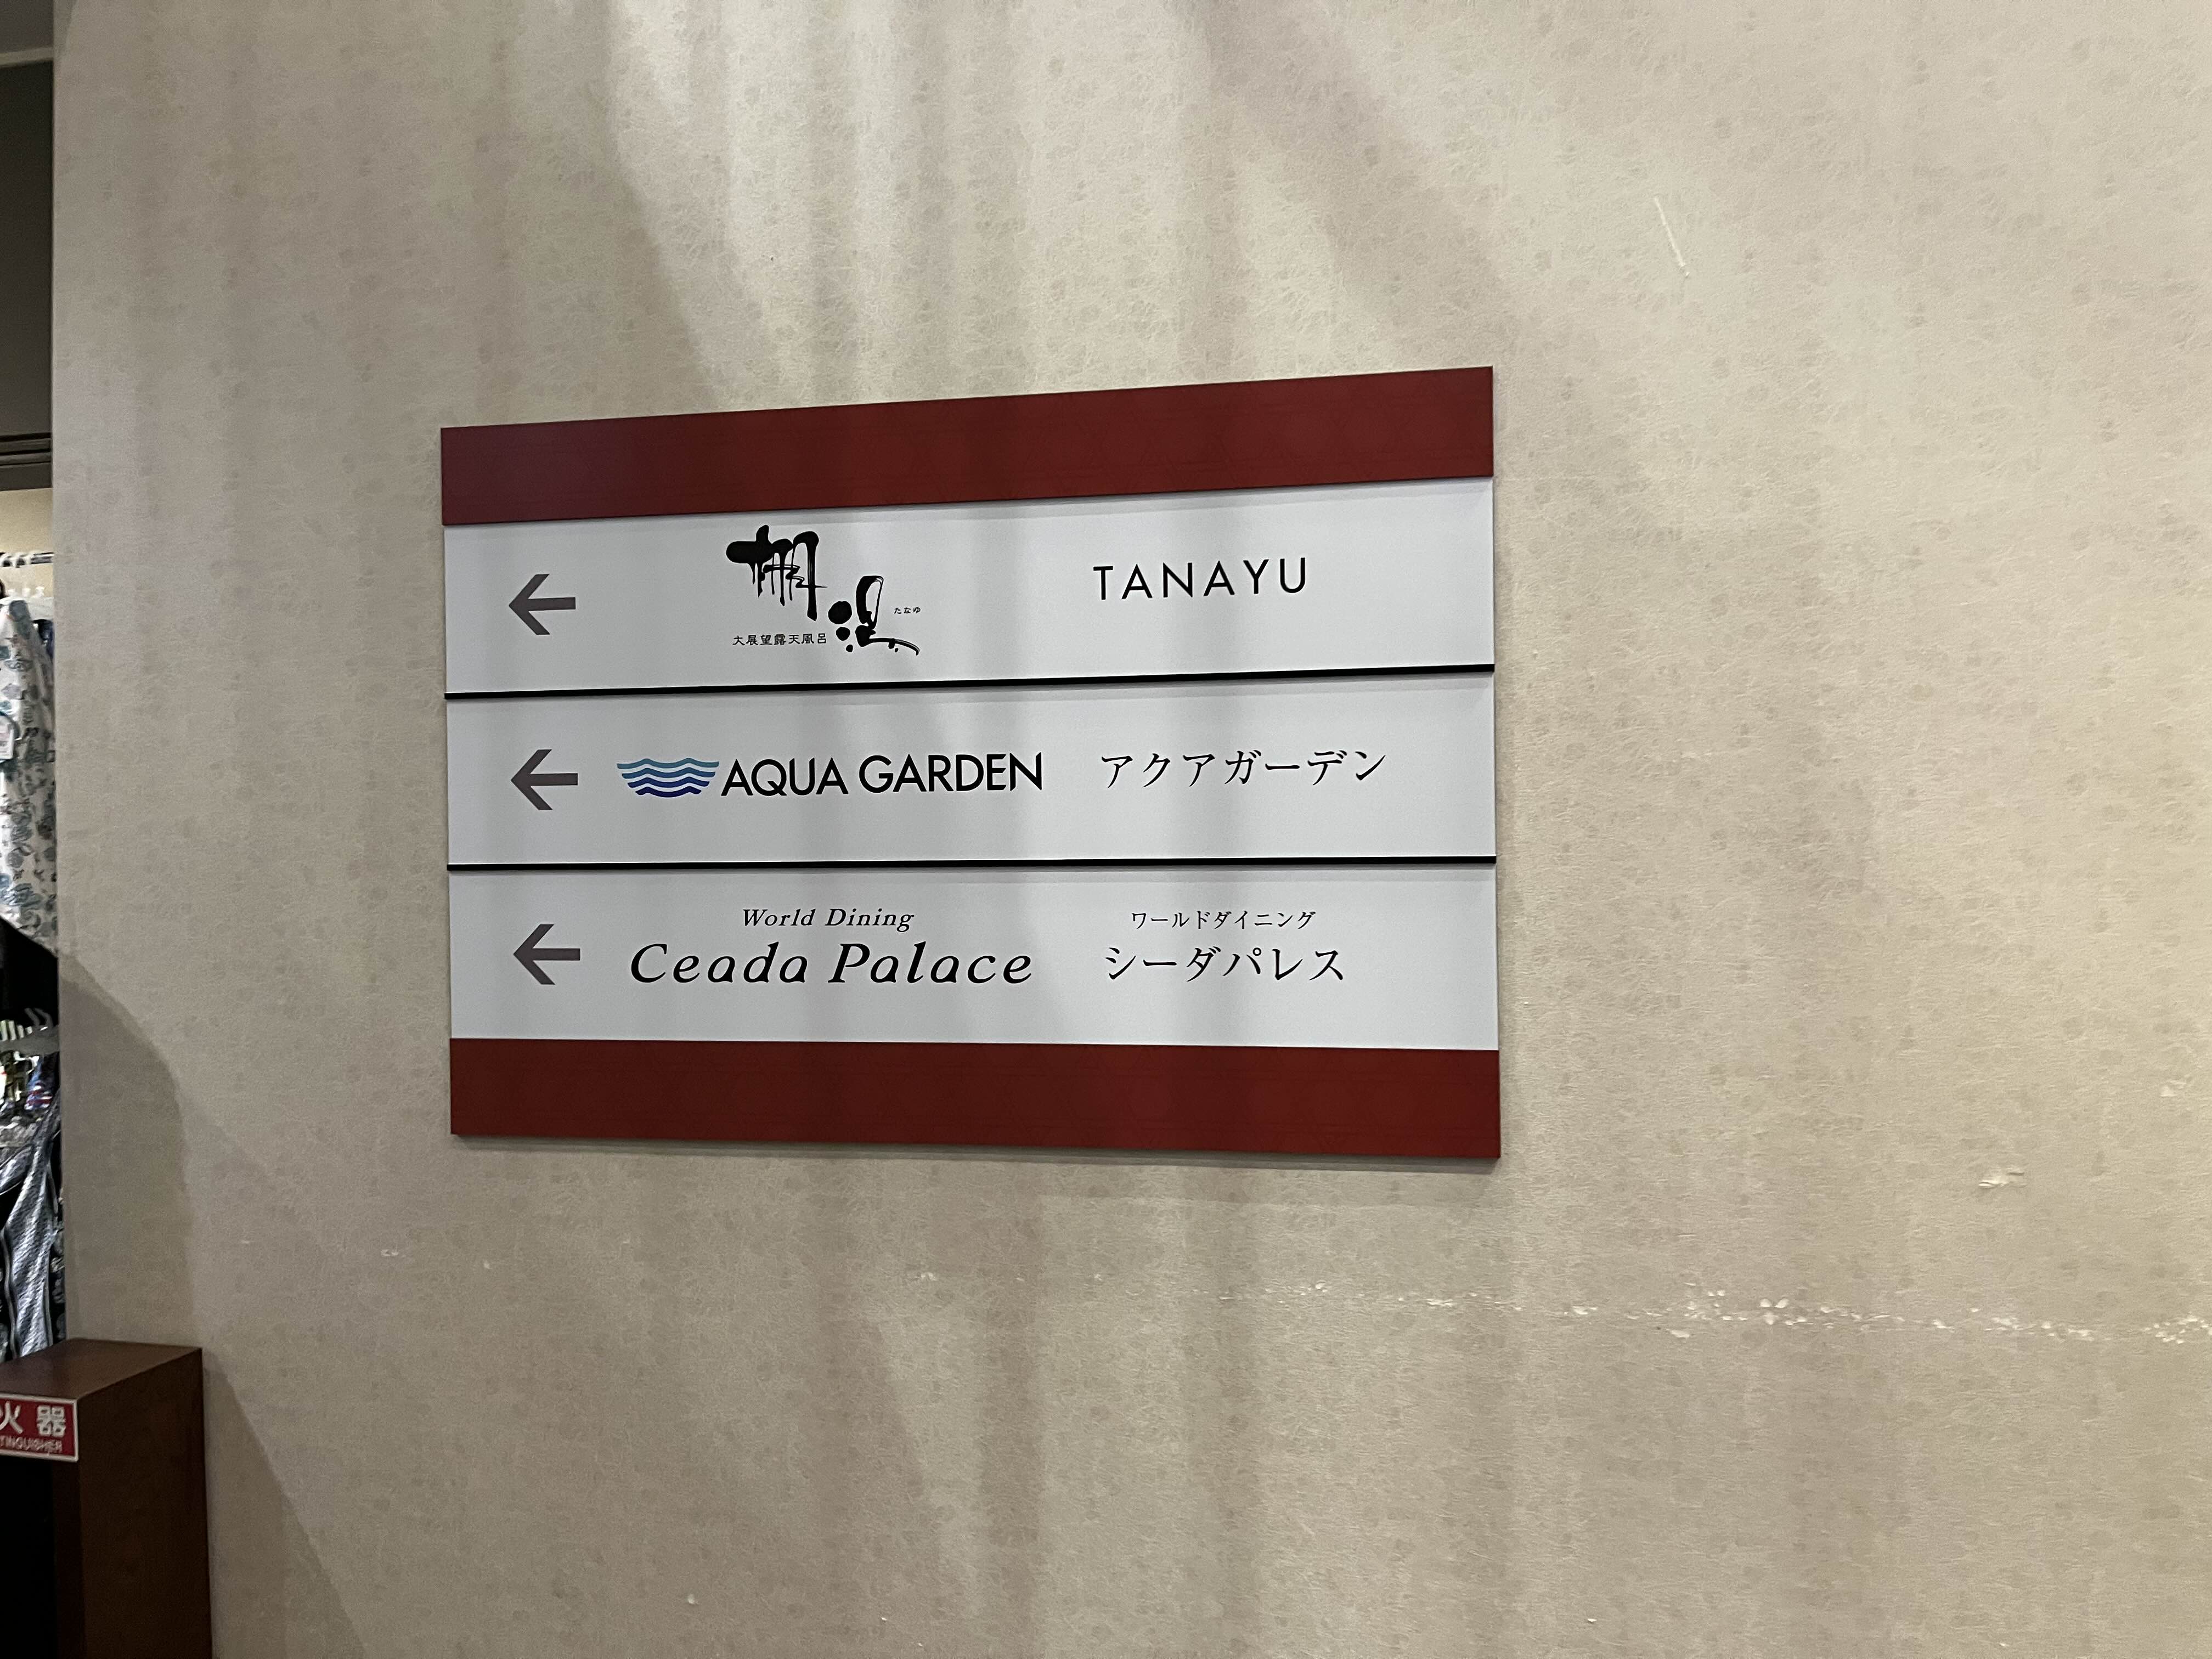 棚湯
たなゆ
大展望露天風呂
TANAYU
AQUA GARDEN アクアガーデン
World Dining
Ceada Palace
ワールドダイニング
シーダパレス
火器
TINGUISHER